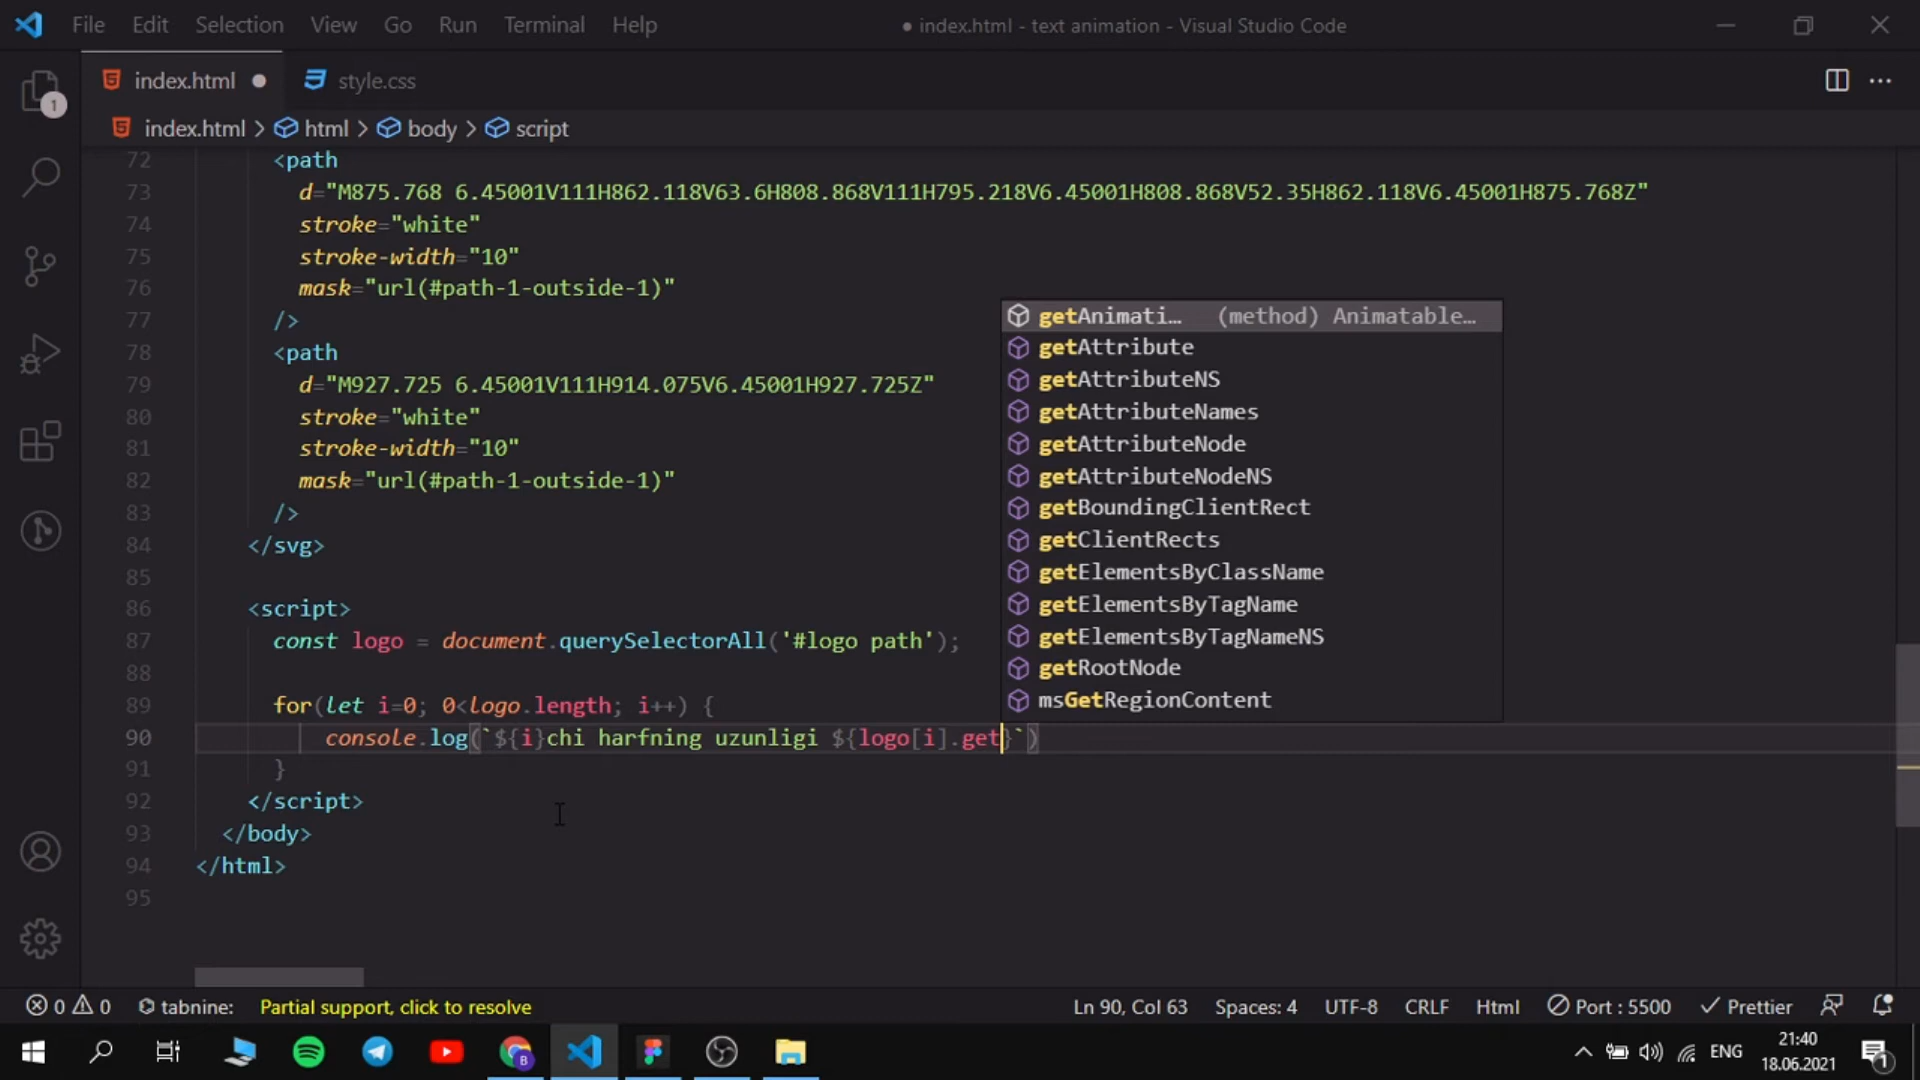 File Edit Selection View Go Run Terminal Help
● index.html - text animation - Visual Studio Code
index.html ●
style.css
index.html > html > body > script
1
72 <path
73 d="M875.768 6.45001V111H862.118V63.6H808.868V111H795.218V6.45001H808.868V52.35H862.118V6.45001H875.768Z"
74 stroke="white"
75 stroke-width="10"
76 mask="url(#path-1-outside-1)"
77 />
78 <path
79 d="M927.725 6.45001V111H914.075V6.45001H927.725Z"
80 stroke="white"
81 stroke-width="10"
82 mask="url(#path-1-outside-1)"
83 />
84 </svg>
85
86 <script>
87 const logo = document.querySelectorAll('#logo path');
88
89 for(let i=0; 0<logo.length; i++) {
90 console.log(`${i}chi harfning uzunligi ${logo[i].get}`)
91 }
92 </script>
93 </body>
94 </html>
95
getAnimati… (method) Animatable…
getAttribute
getAttributeNS
getAttributeNames
getAttributeNode
getAttributeNodeNS
getBoundingClientRect
getClientRects
getElementsByClassName
getElementsByTagName
getElementsByTagNameNS
getRootNode
msGetRegionContent
0 0 tabnine: Partial support, click to resolve
Ln 90, Col 63 Spaces: 4 UTF-8 CRLF Html Port : 5500 Prettier
B
ENG
21:40
18.06.2021
1